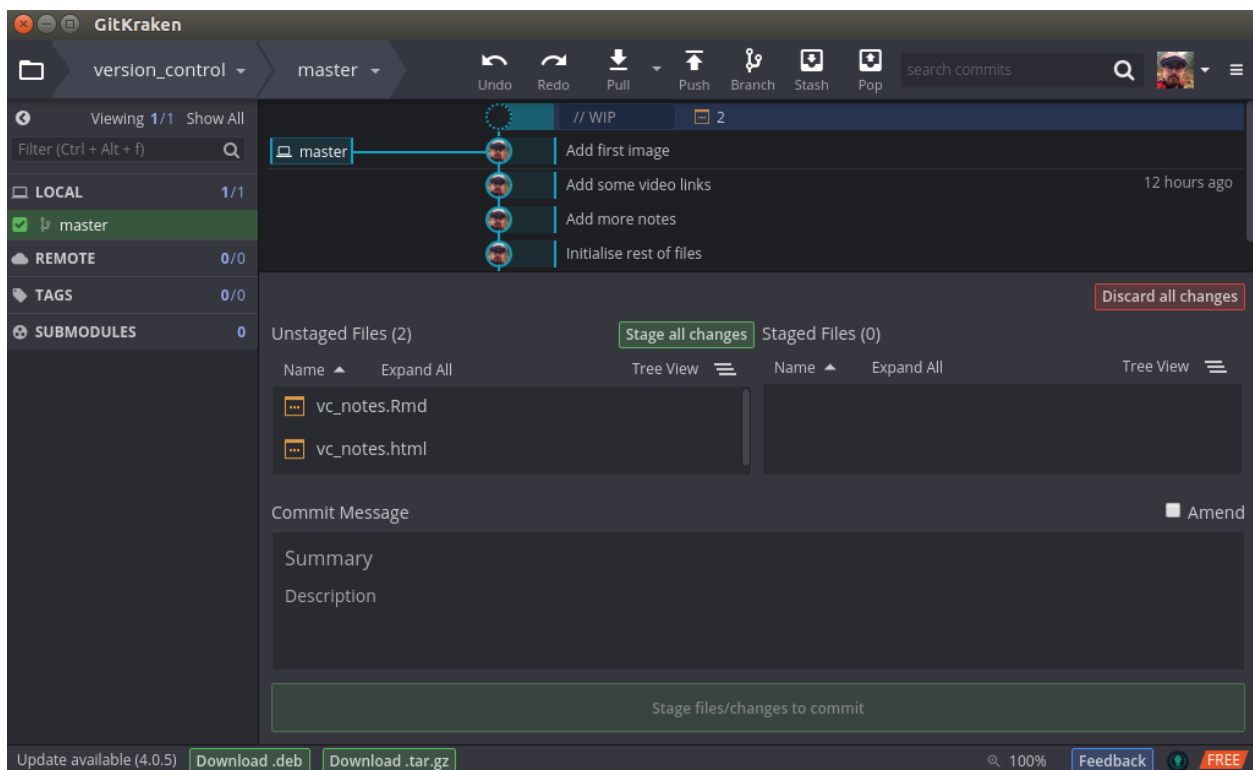 GitKraken
version_control master Undo Redo Pull Push Branch Stash Pop search commits
Viewing 1/1 Show All
Filter (Ctrl + Alt + f)
LOCAL 1/1
master
REMOTE 0/0
TAGS 0/0
SUBMODULES 0
// WIP 2
master Add first image
Add some video links 12 hours ago
Add more notes
Initialise rest of files
Discard all changes
Unstaged Files (2) Stage all changes Staged Files (0)
Name Expand All Tree View Name Expand All Tree View
vc_notes.Rmd
vc_notes.html
Commit Message Amend
Summary
Description
Stage files/changes to commit
Update available (4.0.5) Download .deb Download .tar.gz 100% Feedback FREE